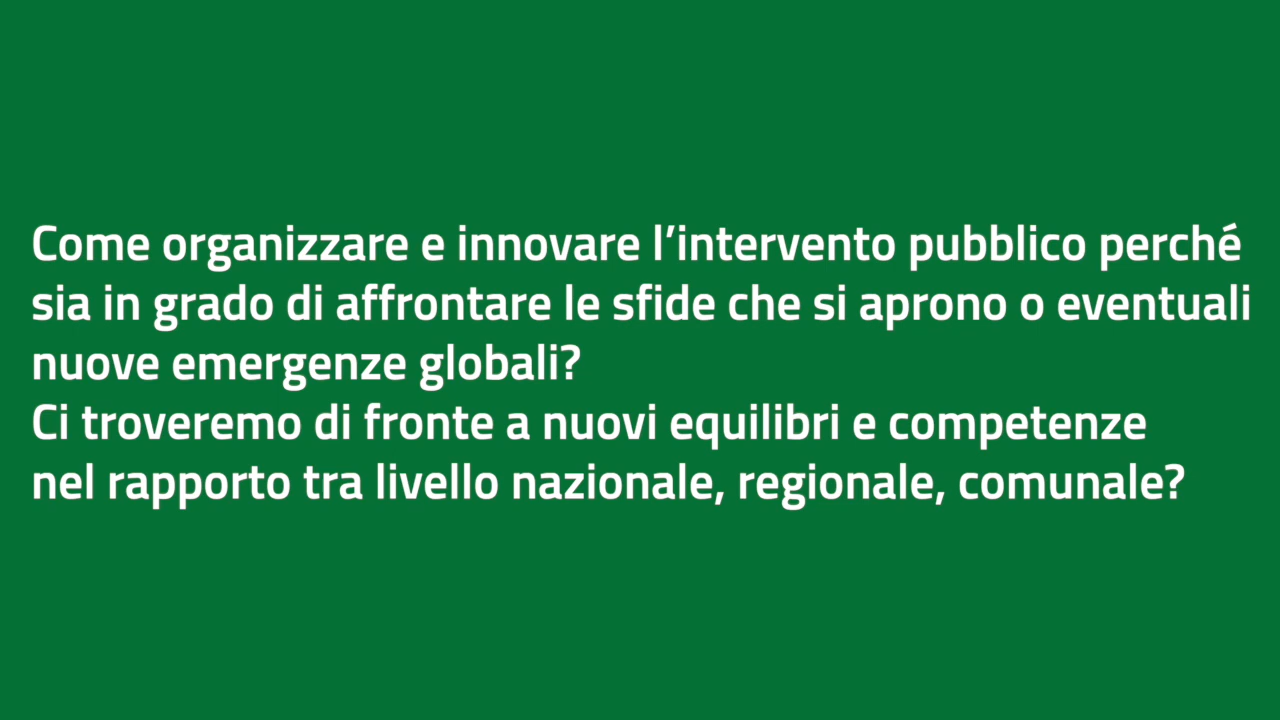 Come organizzare e innovare l’intervento pubblico perché
sia in grado di affrontare le sfide che si aprono o eventuali
nuove emergenze globali?
Ci troveremo di fronte a nuovi equilibri e competenze
nel rapporto tra livello nazionale, regionale, comunale?